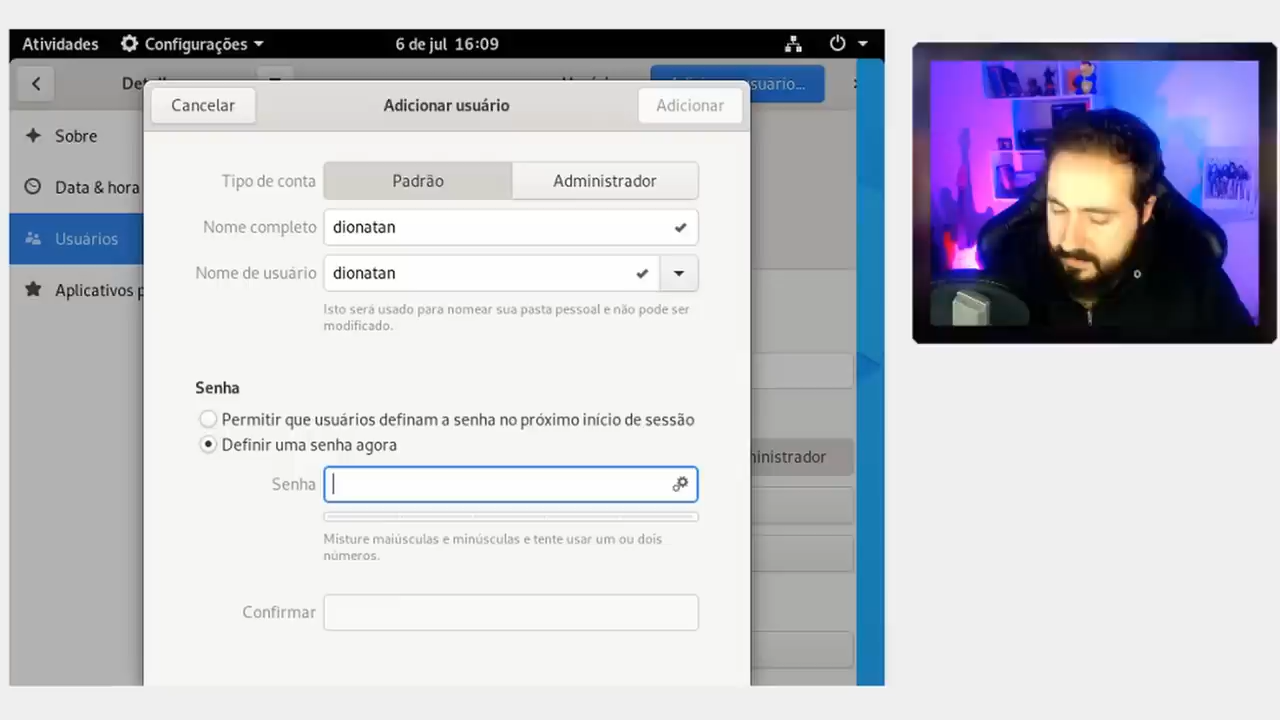 Atividades Configurações 6 de jul 16:09
Cancelar Adicionar usuário Adicionar
Sobre
Data & hora
Usuários
Aplicativos p
Tipo de conta Padrão Administrador
Nome completo dionatan
Nome de usuário dionatan
Isto será usado para nomear sua pasta pessoal e não pode ser
modificado.
Senha
Permitir que usuários definam a senha no próximo início de sessão
Definir uma senha agora
Senha
Misture maiúsculas e minúsculas e tente usar um ou dois
números.
Confirmar
ninistrador